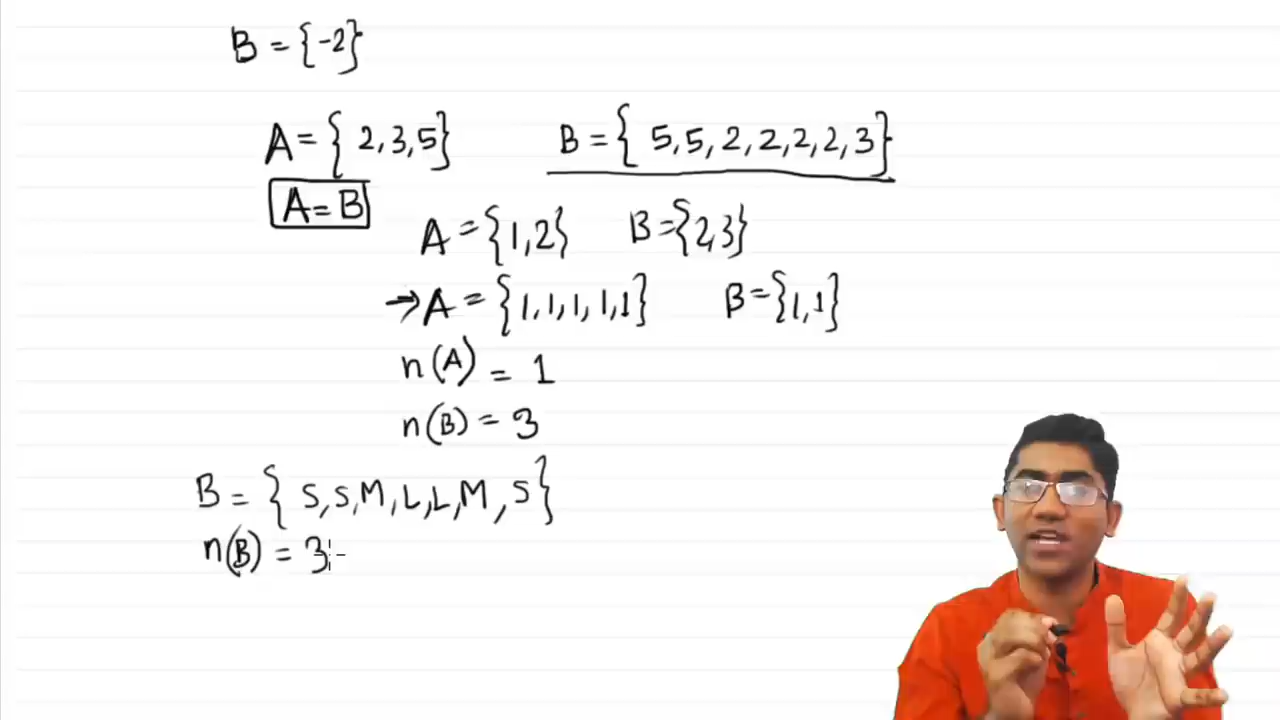 B = {-2}
A = {2,3,5} B = {5,5,2,2,2,2,3}
A=B
A = {1,2} B={2,3}
→A = {1,1,1,1,1} B={1,1}
n(A) = 1
n(B) = 3
B = {S,S,M,L,L,M,S}
n(B) = 3